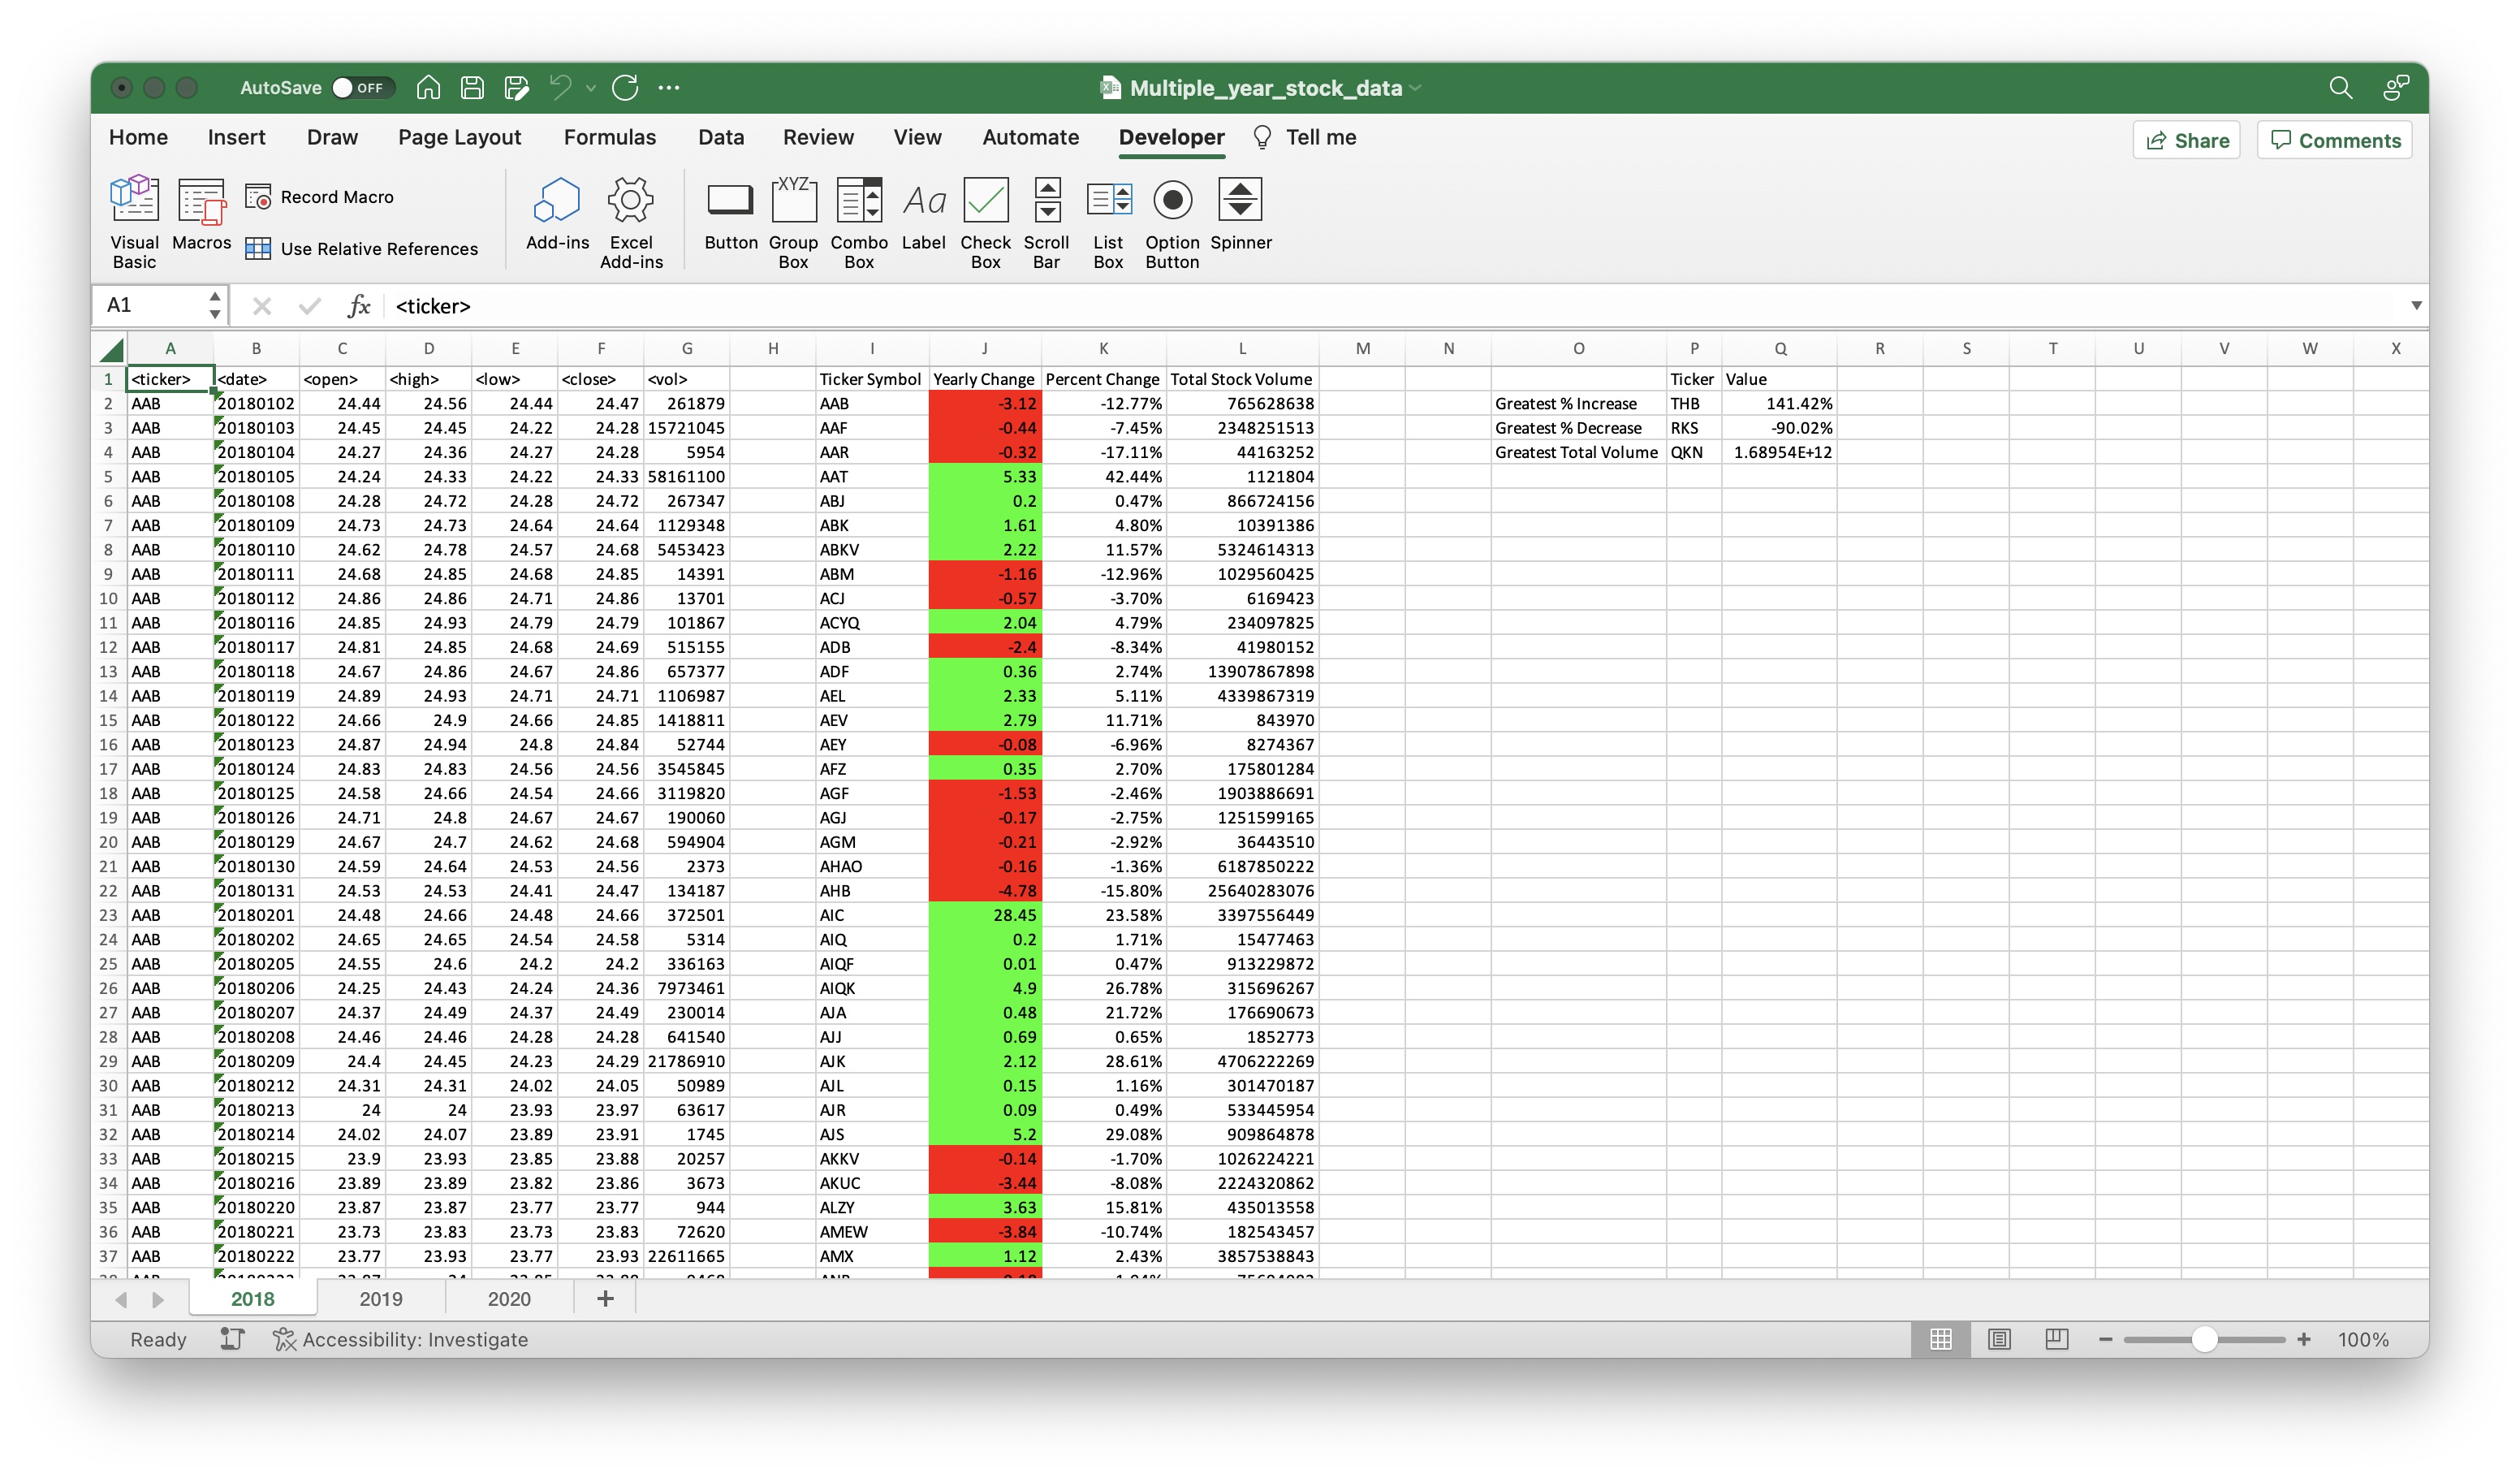 AutoSave OFF Multiple_year_stock_data
Home Insert Draw Page Layout Formulas Data Review View Automate Developer Tell me Share Comments
Visual Basic Macros Record Macro Use Relative References Add-ins Excel Add-ins Button Group Box Combo Box Label Check Box Scroll Bar List Box Option Button Spinner
XYZ Aa
A1 fx <ticker>
A B C D E F G H I J K L M N O P Q R S T U V W X
1 <ticker> <date> <open> <high> <low> <close> <vol> Ticker Symbol Yearly Change Percent Change Total Stock Volume Ticker Value
2 AAB 20180102 24.44 24.56 24.44 24.47 261879 AAB -3.12 -12.77% 765628638 Greatest % Increase THB 141.42%
3 AAB 20180103 24.45 24.45 24.22 24.28 15721045 AAF -0.44 -7.45% 2348251513 Greatest % Decrease RKS -90.02%
4 AAB 20180104 24.27 24.36 24.27 24.28 5954 AAR -0.32 -17.11% 44163252 Greatest Total Volume QKN 1.68954E+12
5 AAB 20180105 24.24 24.33 24.22 24.33 58161100 AAT 5.33 42.44% 1121804
6 AAB 20180108 24.28 24.72 24.28 24.72 267347 ABJ 0.2 0.47% 866724156
7 AAB 20180109 24.73 24.73 24.64 24.64 1129348 ABK 1.61 4.80% 10391386
8 AAB 20180110 24.62 24.78 24.57 24.68 5453423 ABKV 2.22 11.57% 5324614313
9 AAB 20180111 24.68 24.85 24.68 24.85 14391 ABM -1.16 -12.96% 1029560425
10 AAB 20180112 24.86 24.86 24.71 24.86 13701 ACJ -0.57 -3.70% 6169423
11 AAB 20180116 24.85 24.93 24.79 24.79 101867 ACYQ 2.04 4.79% 234097825
12 AAB 20180117 24.81 24.85 24.68 24.69 515155 ADB -2.4 -8.34% 41980152
13 AAB 20180118 24.67 24.86 24.67 24.86 657377 ADF 0.36 2.74% 13907867898
14 AAB 20180119 24.89 24.93 24.71 24.71 1106987 AEL 2.33 5.11% 4339867319
15 AAB 20180122 24.66 24.9 24.66 24.85 1418811 AEV 2.79 11.71% 843970
16 AAB 20180123 24.87 24.94 24.8 24.84 52744 AEY -0.08 -6.96% 8274367
17 AAB 20180124 24.83 24.83 24.56 24.56 3545845 AFZ 0.35 2.70% 175801284
18 AAB 20180125 24.58 24.66 24.54 24.66 3119820 AGF -1.53 -2.46% 1903886691
19 AAB 20180126 24.71 24.8 24.67 24.67 190060 AGJ -0.17 -2.75% 1251599165
20 AAB 20180129 24.67 24.7 24.62 24.68 594904 AGM -0.21 -2.92% 36443510
21 AAB 20180130 24.59 24.64 24.53 24.56 2373 AHAO -0.16 -1.36% 6187850222
22 AAB 20180131 24.53 24.53 24.41 24.47 134187 AHB -4.78 -15.80% 25640283076
23 AAB 20180201 24.48 24.66 24.48 24.66 372501 AIC 28.45 23.58% 3397556449
24 AAB 20180202 24.65 24.65 24.54 24.58 5314 AIQ 0.2 1.71% 15477463
25 AAB 20180205 24.55 24.6 24.2 24.2 336163 AIQF 0.01 0.47% 913229872
26 AAB 20180206 24.25 24.43 24.24 24.36 7973461 AIQK 4.9 26.78% 315696267
27 AAB 20180207 24.37 24.49 24.37 24.49 230014 AJA 0.48 21.72% 176690673
28 AAB 20180208 24.46 24.46 24.28 24.28 641540 AJJ 0.69 0.65% 1852773
29 AAB 20180209 24.4 24.45 24.23 24.29 21786910 AJK 2.12 28.61% 4706222269
30 AAB 20180212 24.31 24.31 24.02 24.05 50989 AJL 0.15 1.16% 301470187
31 AAB 20180213 24 24 23.93 23.97 63617 AJR 0.09 0.49% 533445954
32 AAB 20180214 24.02 24.07 23.89 23.91 1745 AJS 5.2 29.08% 909864878
33 AAB 20180215 23.9 23.93 23.85 23.88 20257 AKKV -0.14 -1.70% 1026224221
34 AAB 20180216 23.89 23.89 23.82 23.86 3673 AKUC -3.44 -8.08% 2224320862
35 AAB 20180220 23.87 23.87 23.77 23.77 944 ALZY 3.63 15.81% 435013558
36 AAB 20180221 23.73 23.83 23.73 23.83 72620 AMEW -3.84 -10.74% 182543457
37 AAB 20180222 23.77 23.93 23.77 23.93 22611665 AMX 1.12 2.43% 3857538843
2018 2019 2020
Ready Accessibility: Investigate 100%